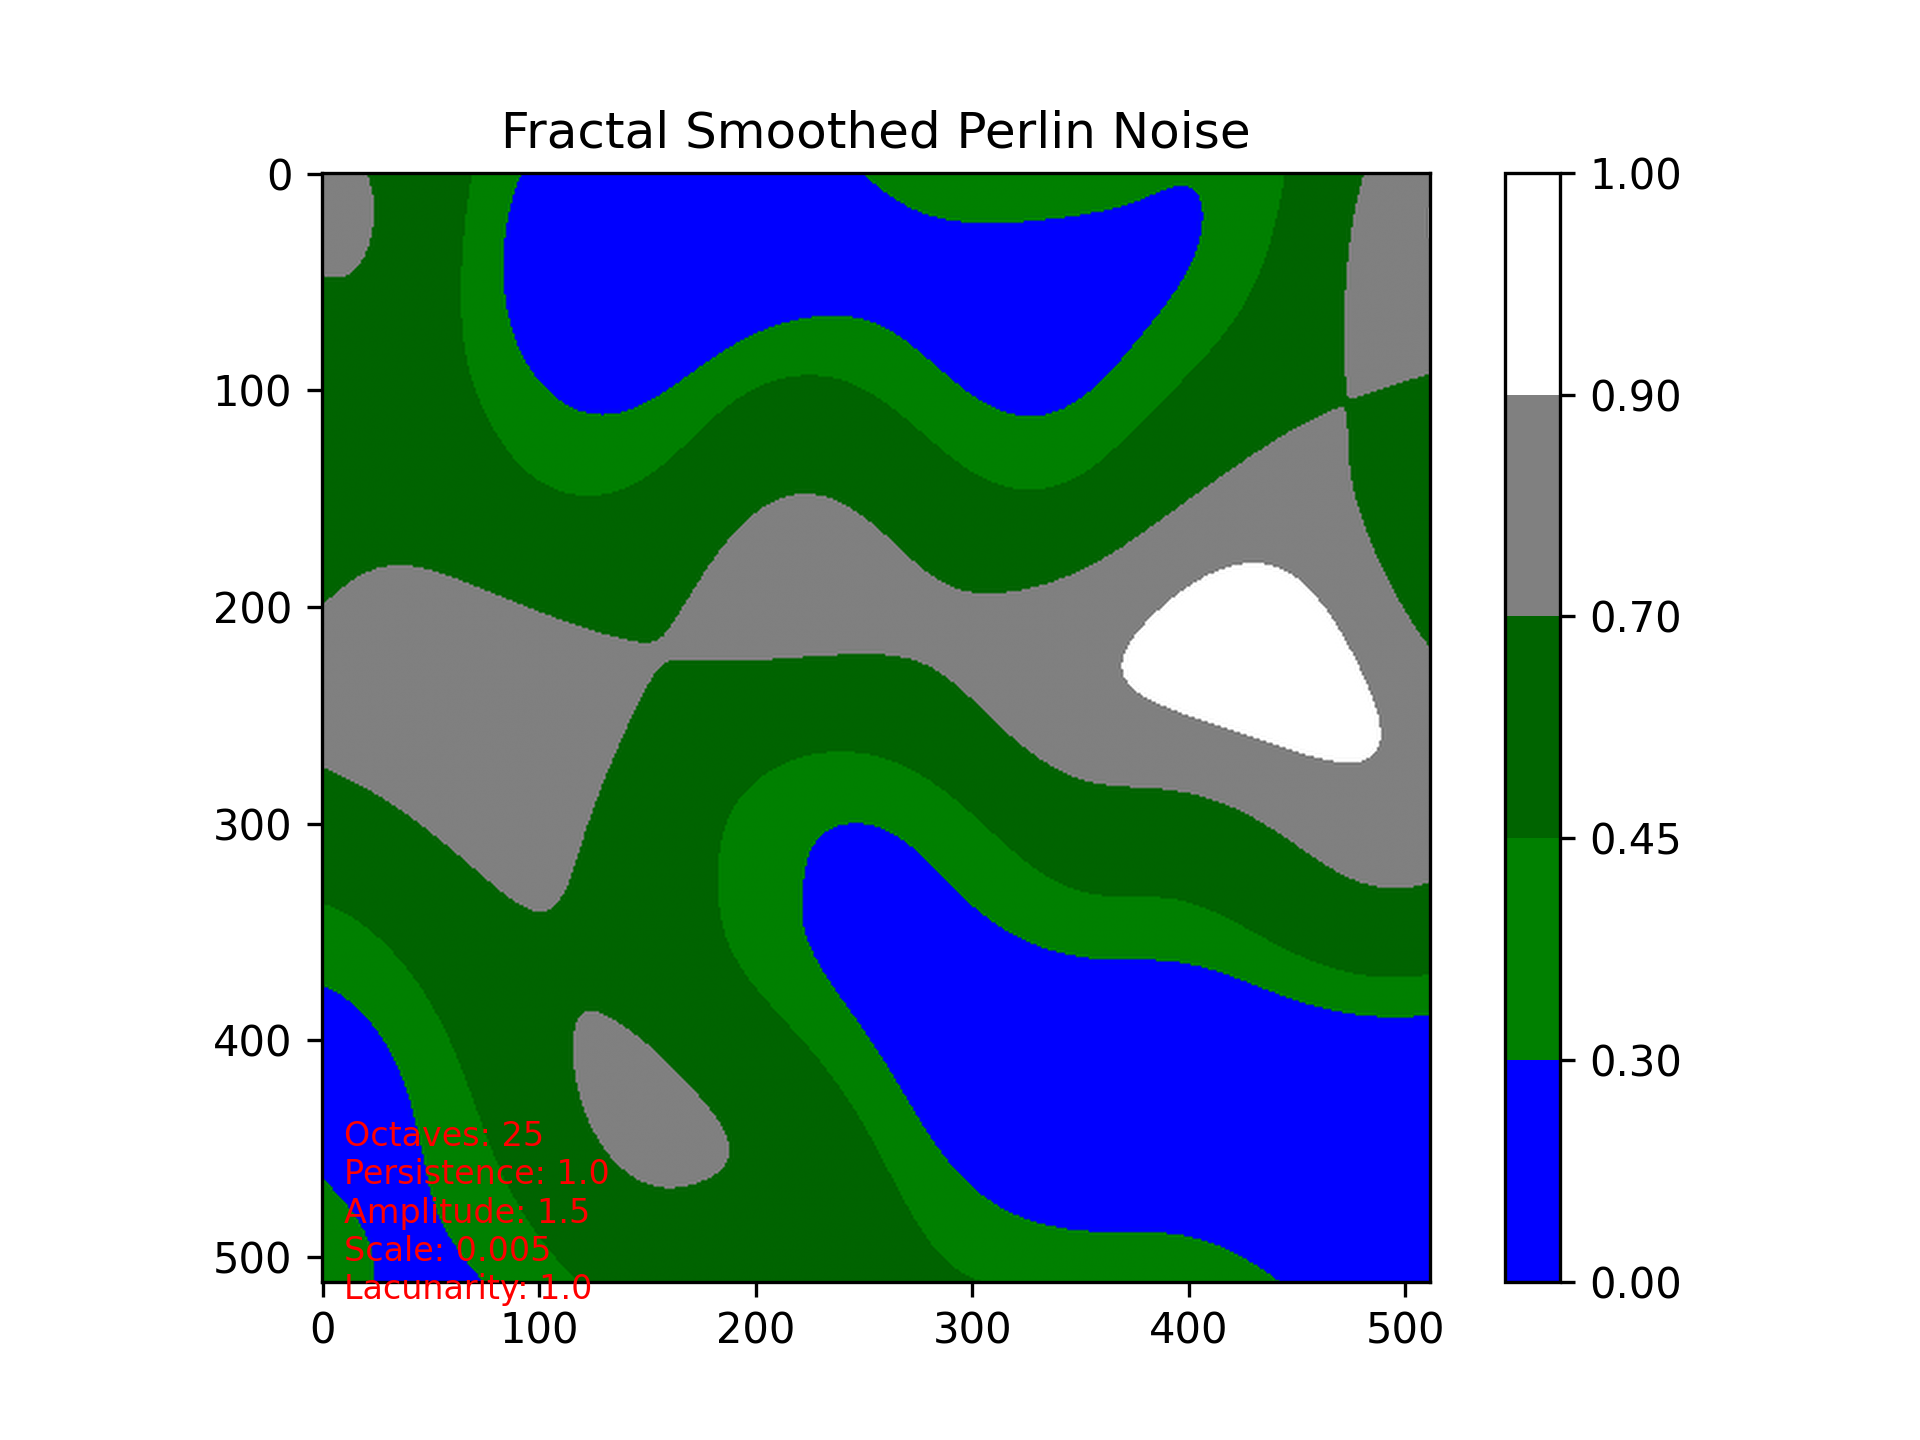 Fractal Smoothed Perlin Noise
0
100
200
300
400
500
0 100 200 300 400 500
Octaves: 25
Persistence: 1.0
Amplitude: 1.5
Scale: 0.005
Lacunarity: 1.0
1.00
0.90
0.70
0.45
0.30
0.00